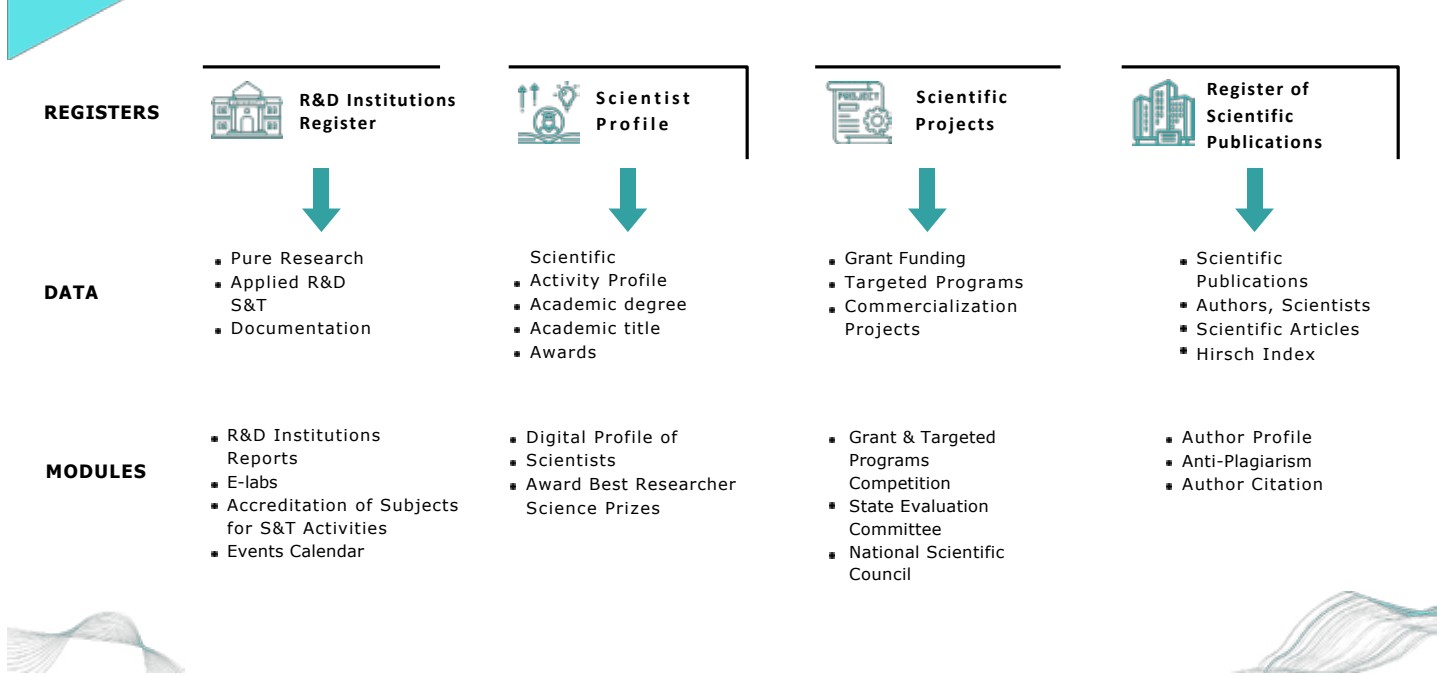 REGISTERS
R&D Institutions
Register
Scientist
Profile
PROJECT
Scientific
Projects
Register of
Scientific
Publications
DATA
▪ Pure Research
▪ Applied R&D
S&T
▪ Documentation
Scientific
▪ Activity Profile
▪ Academic degree
▪ Academic title
▪ Awards
▪ Grant Funding
▪ Targeted Programs
▪ Commercialization
Projects
▪ Scientific
Publications
▪ Authors, Scientists
▪ Scientific Articles
▪ Hirsch Index
MODULES
▪ R&D Institutions
Reports
▪ E-labs
▪ Accreditation of Subjects
for S&T Activities
▪ Events Calendar
▪ Digital Profile of
▪ Scientists
▪ Award Best Researcher
Science Prizes
▪ Grant & Targeted
Programs
Competition
▪ State Evaluation
Committee
▪ National Scientific
Council
▪ Author Profile
▪ Anti-Plagiarism
▪ Author Citation